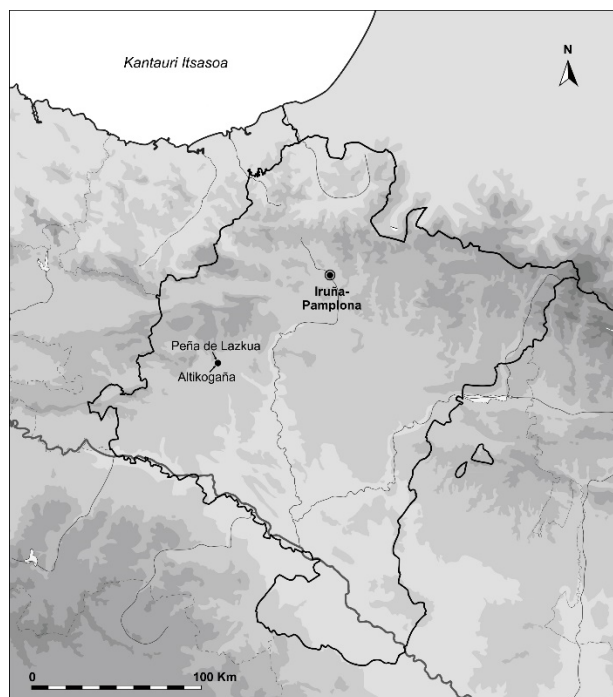 Kantauri Itsasoa
N
Iruña-
Pamplona
Peña de Lazkua
Altikogaña
0 100 Km